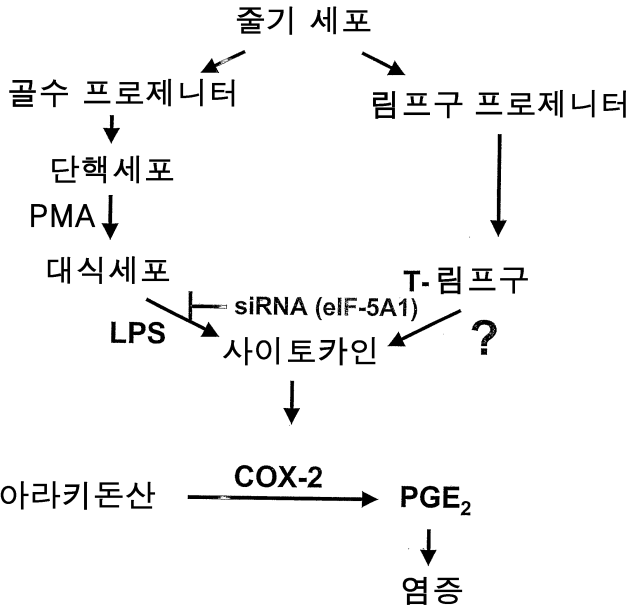 줄기 세포
골수 프로제니터
림프구 프로제니터
단핵세포
PMA
대식세포
T- 림프구
siRNA (eIF-5A1)
LPS
?
사이토카인
COX-2
아라키돈산
PGE2
염증